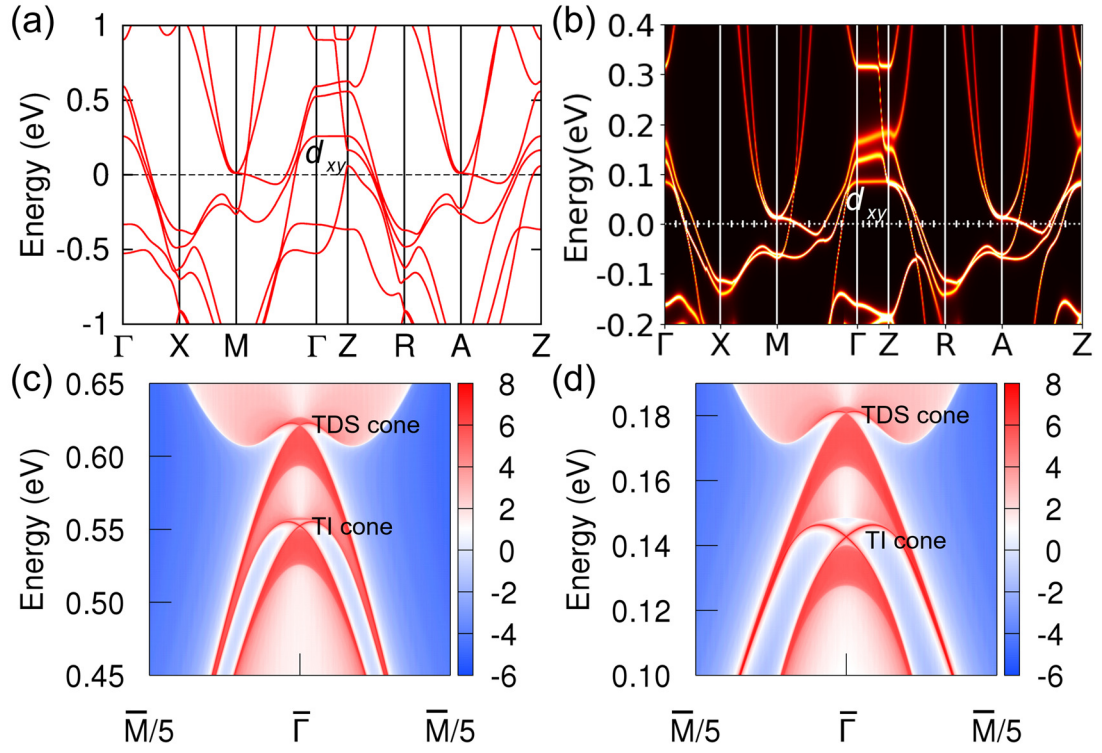 (a)
Energy (eV)
1
0.5
0
-0.5
-1
d_xy
Γ X M Γ Z R A Z
(b)
Energy(eV)
0.4
0.3
0.2
0.1
0.0
-0.1
-0.2
d_xy
Γ X M Γ Z R A Z
(c)
Energy (eV)
0.65
0.60
0.55
0.50
0.45
TDS cone
TI cone
8
6
4
2
0
-2
-4
-6
M̅/5 Γ̅ M̅/5
(d)
Energy (eV)
0.18
0.16
0.14
0.12
0.10
TDS cone
TI cone
8
6
4
2
0
-2
-4
-6
M̅/5 Γ̅ M̅/5